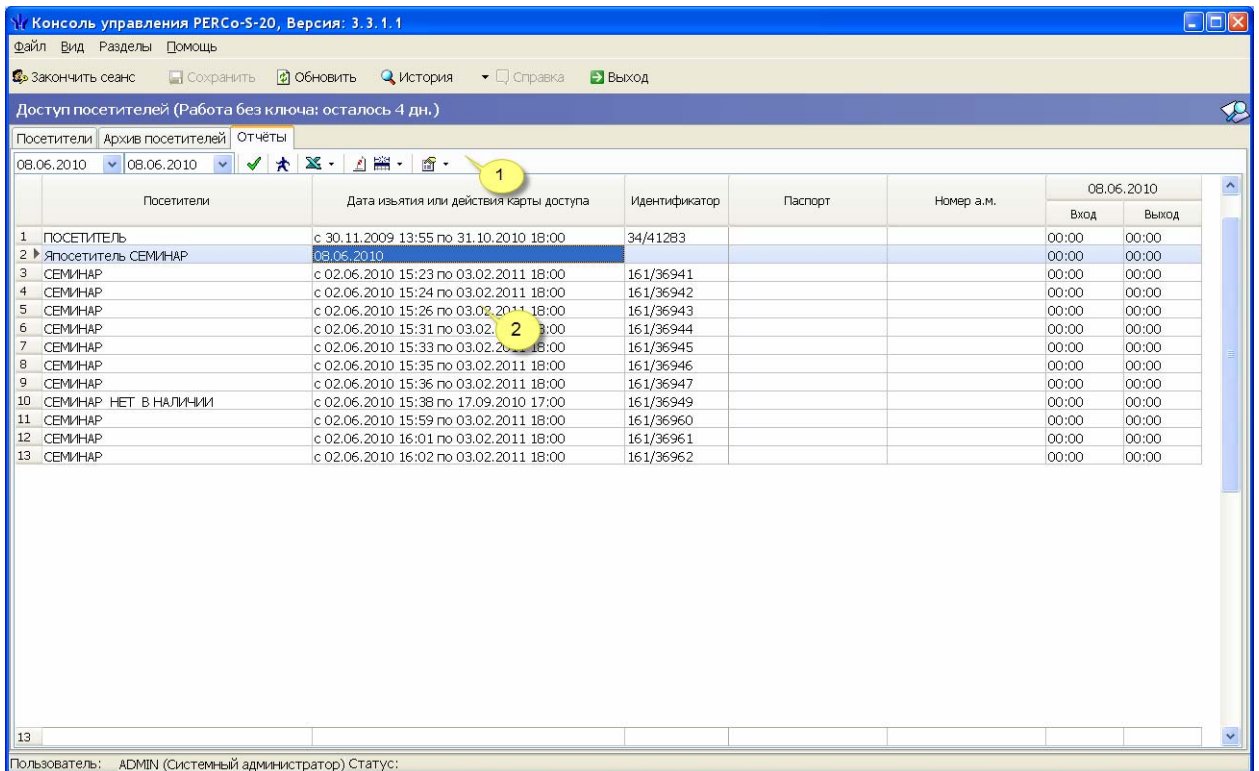 Консоль управления PERCo-S-20, Версия: 3.3.1.1
Файл Вид Разделы Помощь
Закончить сеанс Сохранить Обновить История Справка Выход
Доступ посетителей (Работа без ключа: осталось 4 дн.)
Посетители Архив посетителей Отчёты
08.06.2010 08.06.2010
1
Посетители Дата изьятия или действия карты доступа Идентификатор Паспорт Номер а.м. 08.06.2010
Вход Выход
1 ПОСЕТИТЕЛЬ с 30.11.2009 13:55 по 31.10.2010 18:00 34/41283 00:00 00:00
2 Япосетитель СЕМИНАР 08.06.2010 00:00 00:00
3 СЕМИНАР с 02.06.2010 15:23 по 03.02.2011 18:00 161/36941 00:00 00:00
4 СЕМИНАР с 02.06.2010 15:24 по 03.02.2011 18:00 161/36942 00:00 00:00
5 СЕМИНАР с 02.06.2010 15:26 по 03.02.2011 18:00 161/36943 00:00 00:00
6 СЕМИНАР с 02.06.2010 15:31 по 03.02. 2 :00 161/36944 00:00 00:00
7 СЕМИНАР с 02.06.2010 15:33 по 03.02.2011 18:00 161/36945 00:00 00:00
8 СЕМИНАР с 02.06.2010 15:35 по 03.02.2011 18:00 161/36946 00:00 00:00
9 СЕМИНАР с 02.06.2010 15:36 по 03.02.2011 18:00 161/36947 00:00 00:00
10 СЕМИНАР НЕТ В НАЛИЧИИ с 02.06.2010 15:38 по 17.09.2010 17:00 161/36949 00:00 00:00
11 СЕМИНАР с 02.06.2010 15:59 по 03.02.2011 18:00 161/36960 00:00 00:00
12 СЕМИНАР с 02.06.2010 16:01 по 03.02.2011 18:00 161/36961 00:00 00:00
13 СЕМИНАР с 02.06.2010 16:02 по 03.02.2011 18:00 161/36962 00:00 00:00
13
Пользователь: ADMIN (Системный администратор) Статус: